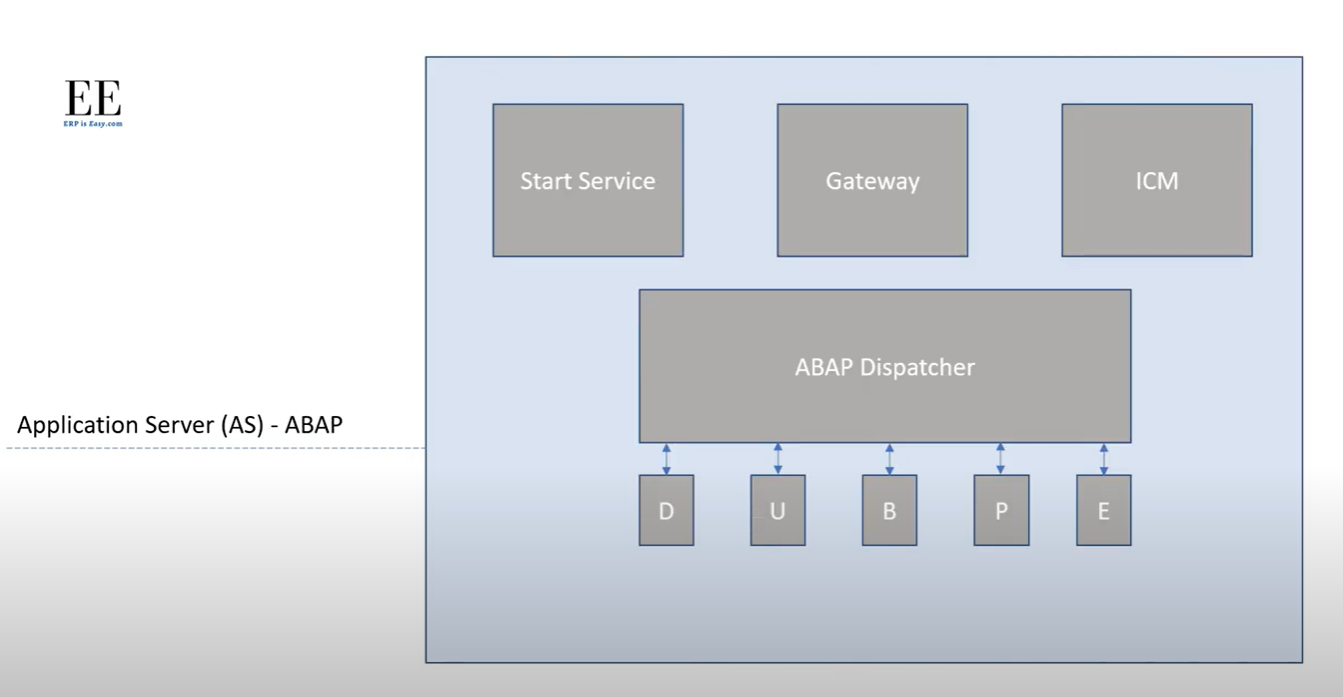 EE
ERP is Easy.com
Start Service
Gateway
ICM
ABAP Dispatcher
Application Server (AS) - ABAP
D
U
B
P
E